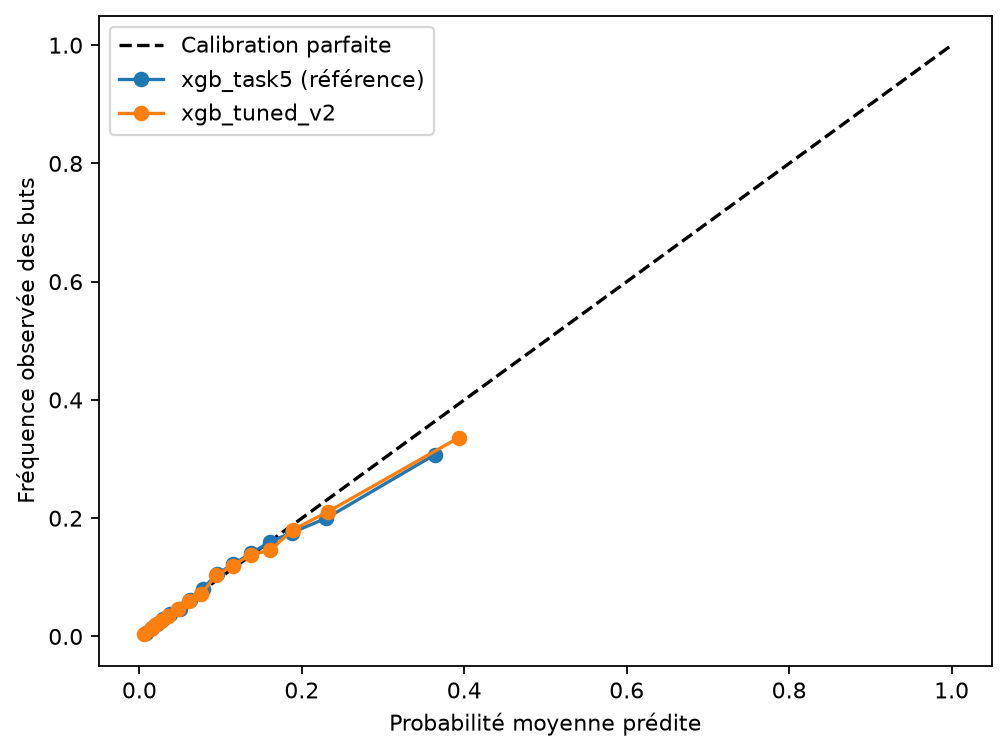 Calibration parfaite
xgb_task5 (référence)
xgb_tuned_v2
Fréquence observée des buts
1.0
0.8
0.6
0.4
0.2
0.0
0.0 0.2 0.4 0.6 0.8 1.0
Probabilité moyenne prédite